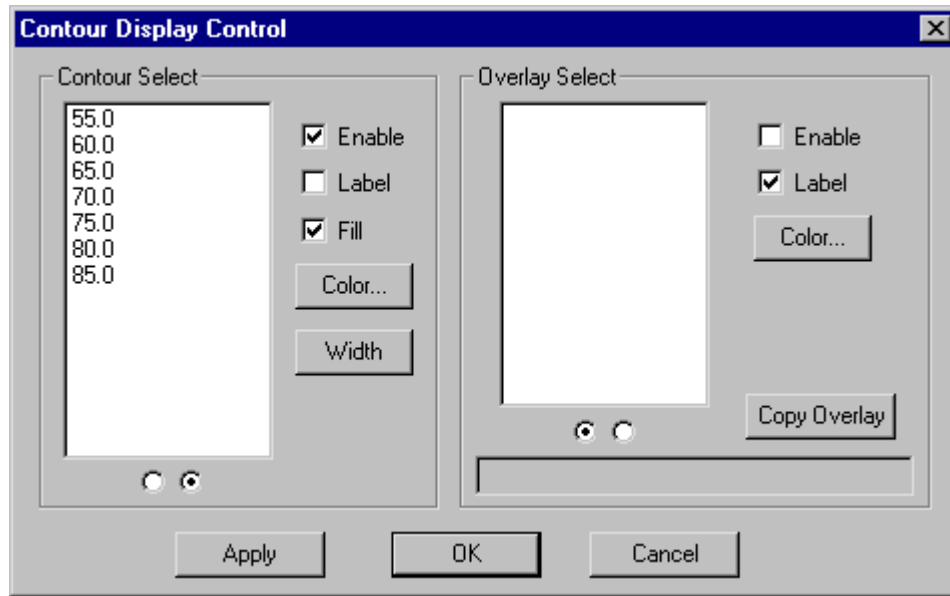 Contour Display Control
Contour Select
55.0
60.0
65.0
70.0
75.0
80.0
85.0
Enable
Label
Fill
Color...
Width
Overlay Select
Enable
Label
Color...
Copy Overlay
Apply
OK
Cancel